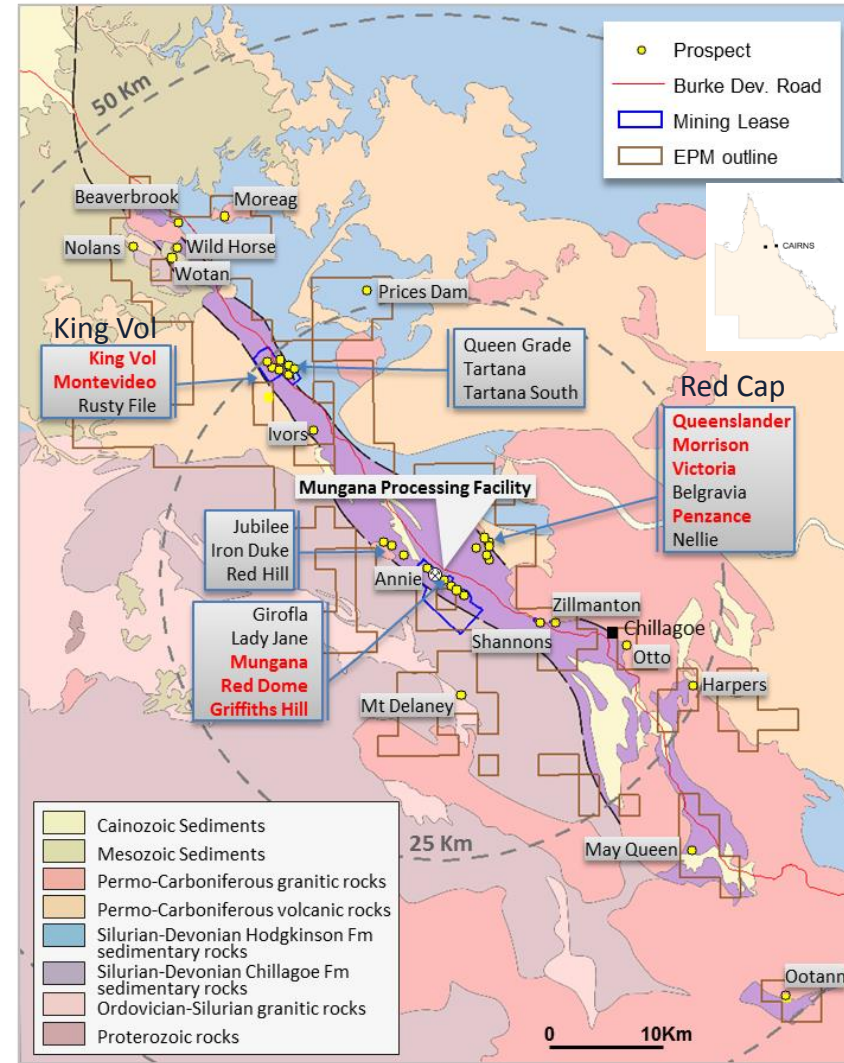 50 Km
Prospect
Burke Dev. Road
Mining Lease
EPM outline
CAIRNS
Beaverbrook
Moreag
Nolans
Wild Horse
Wotan
Prices Dam
King Vol
King Vol
Montevideo
Rusty File
Queen Grade
Tartana
Tartana South
Red Cap
Queenslander
Morrison
Victoria
Belgravia
Penzance
Nellie
Ivors
Mungana Processing Facility
Jubilee
Iron Duke
Red Hill
Annie
Zillmanton
Shannons
Chillagoe
Otto
Girofla
Lady Jane
Mungana
Red Dome
Griffiths Hill
Mt Delaney
Harpers
25 Km
May Queen
Cainozoic Sediments
Mesozoic Sediments
Permo-Carboniferous granitic rocks
Permo-Carboniferous volcanic rocks
Silurian-Devonian Hodgkinson Fm
sedimentary rocks
Silurian-Devonian Chillagoe Fm
sedimentary rocks
Ordovician-Silurian granitic rocks
Proterozoic rocks
Ootann
0 10Km